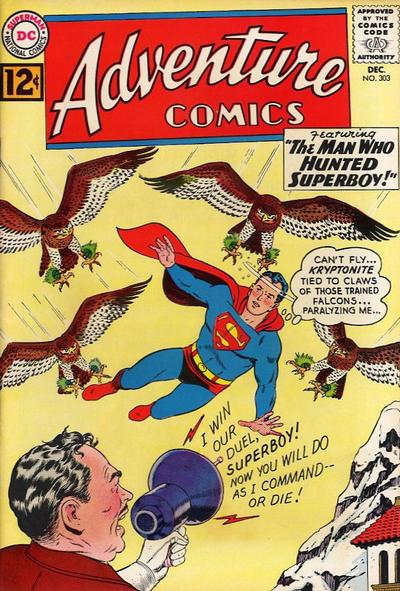 SUPERMAN
DC
NATIONAL COMICS
12¢
Adventure
COMICS
APPROVED
BY THE
COMICS
CODE
AUTHORITY
DEC.
NO. 303
Featuring
"THE MAN WHO
HUNTED
SUPERBOY!"
CAN'T FLY...
KRYPTONITE
TIED TO CLAWS
OF THOSE TRAINED
FALCONS...
PARALYZING ME...
S
I WIN
OUR
DUEL,
SUPERBOY!
NOW YOU WILL DO
AS I COMMAND--
OR DIE!